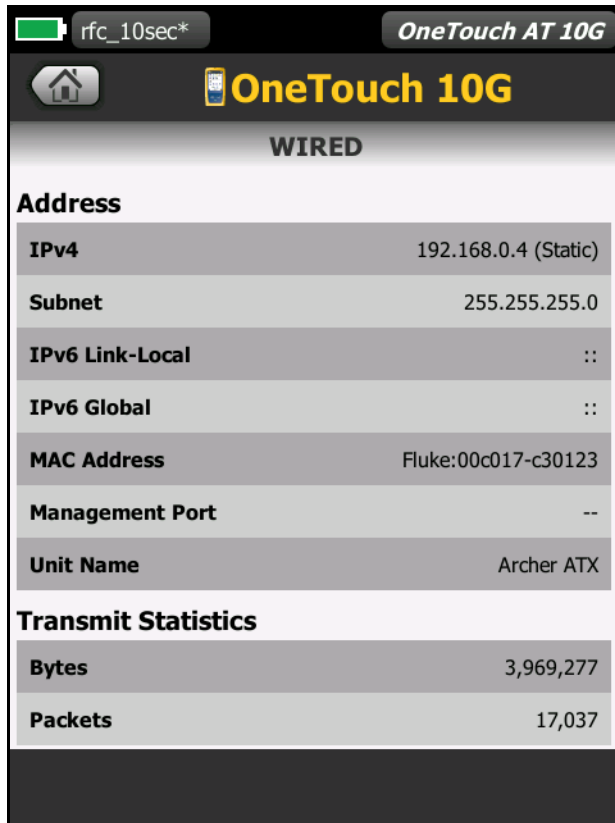 rfc_10sec* OneTouch AT 10G
OneTouch 10G
WIRED
Address
IPv4 192.168.0.4 (Static)
Subnet 255.255.255.0
IPv6 Link-Local ::
IPv6 Global ::
MAC Address Fluke:00c017-c30123
Management Port --
Unit Name Archer ATX
Transmit Statistics
Bytes 3,969,277
Packets 17,037